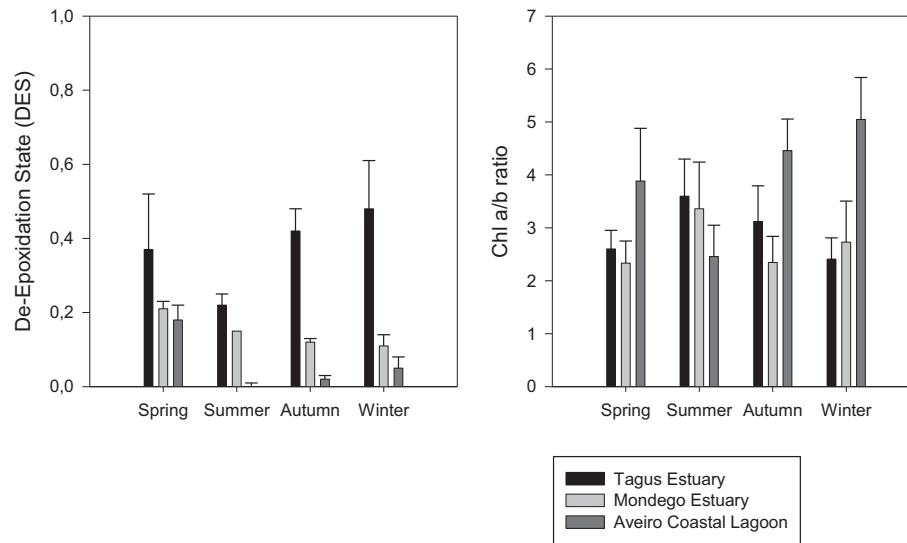 De-Epoxidation State (DES)
1,0
0,8
0,6
0,4
0,2
0,0
Spring Summer Autumn Winter
Chl a/b ratio
7
6
5
4
3
2
1
0
Spring Summer Autumn Winter
Tagus Estuary
Mondego Estuary
Aveiro Coastal Lagoon